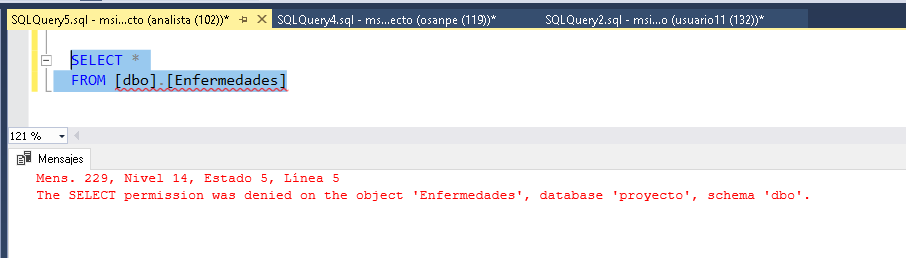 SQLQuery5.sql - msi...cto (analista (102))*
SQLQuery4.sql - msi...ecto (osanpe (119))*
SQLQuery2.sql - msi...o (usuario11 (132))*
SELECT *
FROM [dbo].[Enfermedades]
121 %
Mensajes
Mens. 229, Nivel 14, Estado 5, Línea 5
The SELECT permission was denied on the object 'Enfermedades', database 'proyecto', schema 'dbo'.